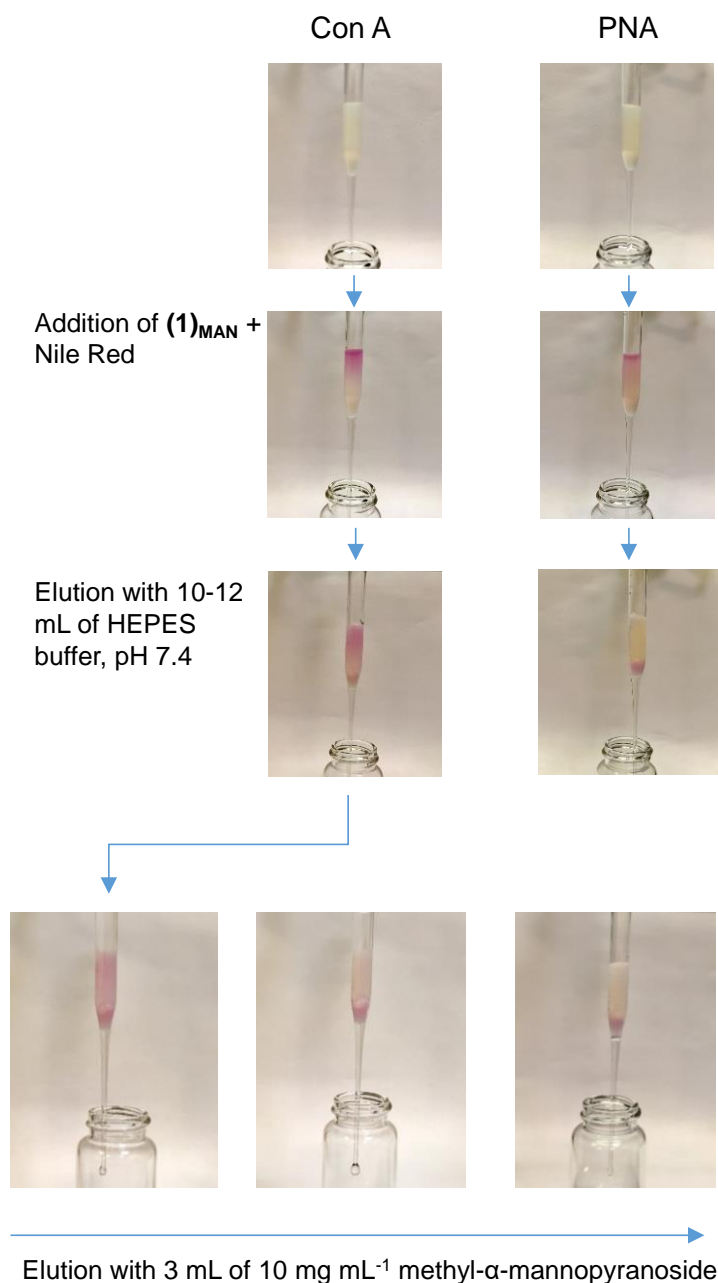 Con A
PNA
Addition of (1)MAN +
Nile Red
Elution with 10-12
mL of HEPES
buffer, pH 7.4
Elution with 3 mL of 10 mg mL-1 methyl-α-mannopyranoside